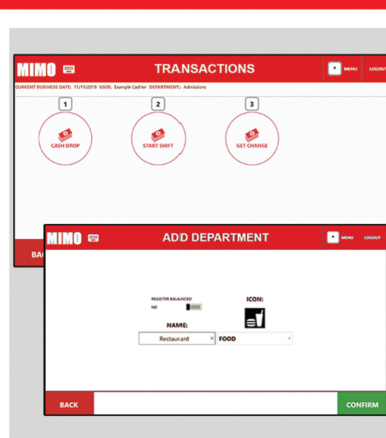 MIMO
TRANSACTIONS
MENU
LOGOUT
CURRENT BUSINESS DATE: 11/11/2019 USER: Example Cashier DEPARTMENT: Admissions
1
2
3
CASH DROP
START SHIFT
GET CHANGE
MIMO
ADD DEPARTMENT
MENU
LOGOUT
BA
REGISTER BALANCED
NO
ICON:
NAME:
Restaurant
FOOD
BACK
CONFIRM